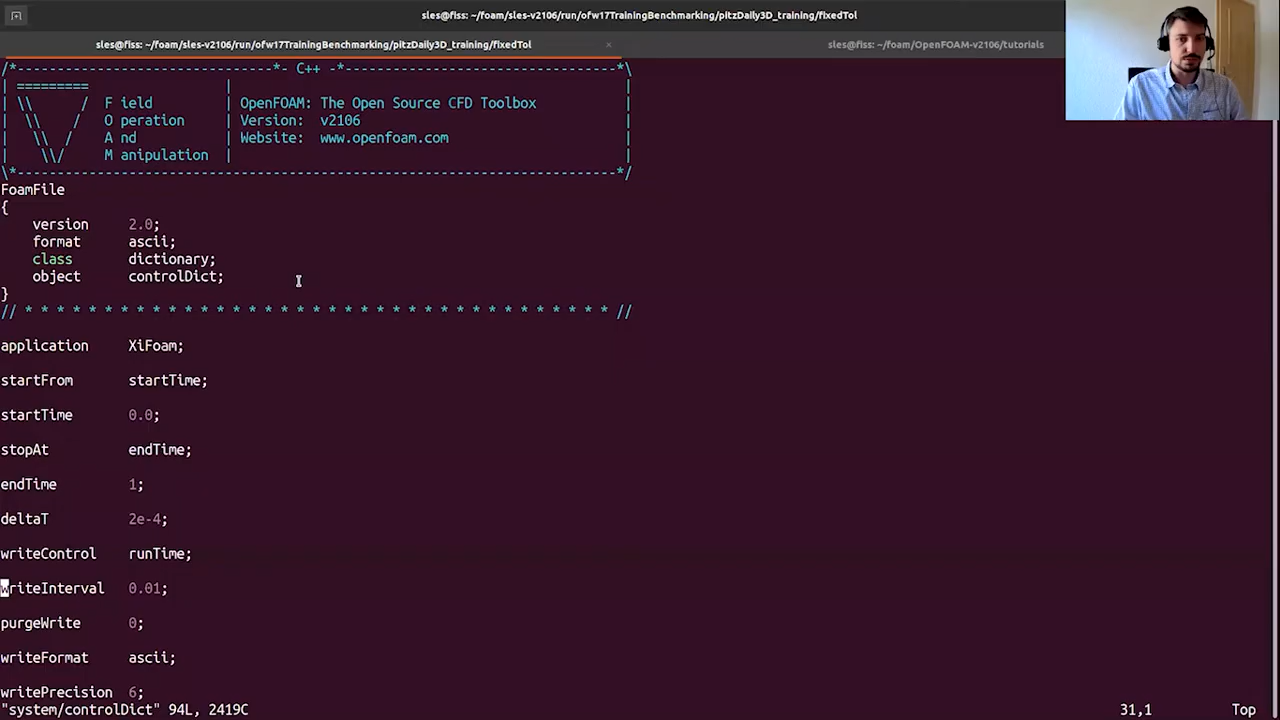 sles@fiss: ~/foam/sles-v2106/run/ofw17TrainingBenchmarking/pitzDaily3D_training/fixedTol
sles@fiss: ~/foam/sles-v2106/run/ofw17TrainingBenchmarking/pitzDaily3D_training/fixedTol × sles@fiss: ~/foam/OpenFOAM-v2106/tutorials
/*--------------------------------*- C++ -*----------------------------------*\
| =========                 |                                                 |
| \\      /  F ield         | OpenFOAM: The Open Source CFD Toolbox           |
|  \\    /   O peration     | Version:  v2106                                 |
|   \\  /    A nd           | Website:  www.openfoam.com                      |
|    \\/     M anipulation  |                                                 |
\*---------------------------------------------------------------------------*/
FoamFile
{
    version     2.0;
    format      ascii;
    class       dictionary;
    object      controlDict;
}
// * * * * * * * * * * * * * * * * * * * * * * * * * * * * * * * * * * * * * //
application     XiFoam;
startFrom       startTime;
startTime       0.0;
stopAt          endTime;
endTime         1;
deltaT          2e-4;
writeControl    runTime;
writeInterval   0.01;
purgeWrite      0;
writeFormat     ascii;
writePrecision  6;
"system/controlDict" 94L, 2419C 31,1 Top